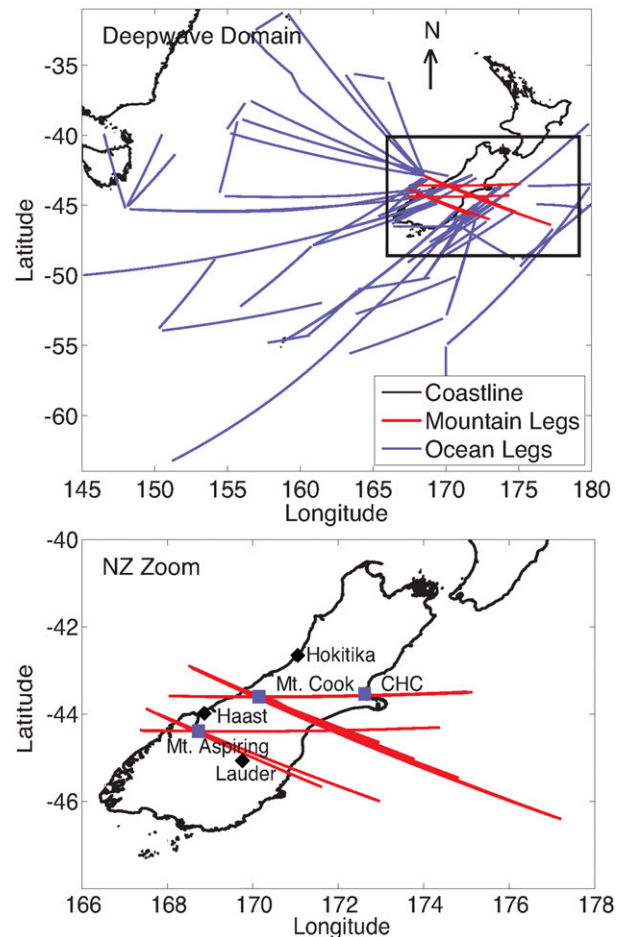 Deepwave Domain
N
-35
-40
-45
-50
-55
-60
Latitude
Coastline
Mountain Legs
Ocean Legs
145 150 155 160 165 170 175 180
Longitude
-40
NZ Zoom
-42
Hokitika
Mt. Cook CHC
-44
Haast
Mt. Aspiring
Lauder
-46
Latitude
166 168 170 172 174 176 178
Longitude